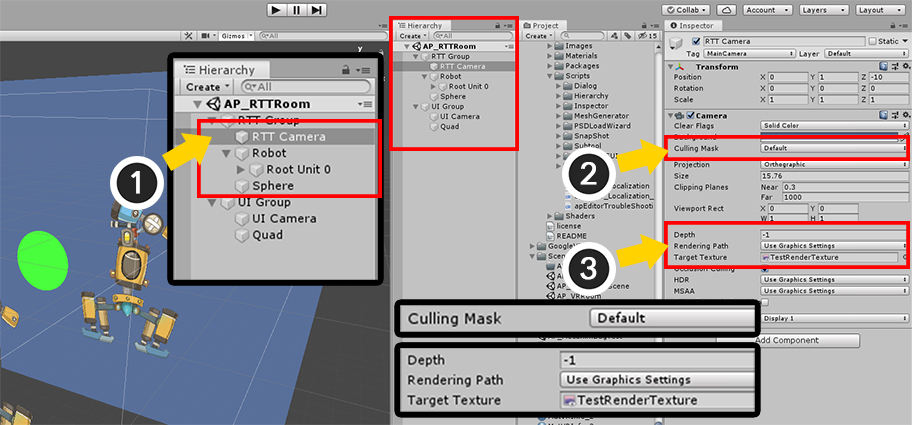 Collab
Account
Layers
Layout
Gizmos
All
y
Hierarchy
Create
All
AP_RTTRoom
RTT Group
RTT Camera
Robot
Root Unit 0
Sphere
UI Group
UI Camera
Quad
1
Hierarchy
Create
All
AP_RTTRoom
RTT Group
RTT Camera
Robot
Root Unit 0
Sphere
UI Group
UI Camera
Quad
Project
Create
15
Images
Materials
Packages
Scripts
Dialog
Hierarchy
Inspector
MeshGenerator
PSDLoadWizard
SnapShot
Subtool
Localization
Localization_
apEditorTroubleShooti
Shaders
license
README
Google
Scen
AP_VRRoom
Inspector
RTT Camera
Static
Tag
MainCamera
Layer
Default
Transform
Position
X 0 Y 1 Z -10
Rotation
X 0 Y 0 Z 0
Scale
X 1 Y 1 Z 1
Camera
Clear Flags
Solid Color
Background
Culling Mask
Default
2
Projection
Orthographic
Size
15.76
Clipping Planes
Near 0.3
Far 1000
Viewport Rect
X 0 Y 0
W 1 H 1
Depth
-1
Rendering Path
Use Graphics Settings
Target Texture
TestRenderTexture
3
Occlusion Culling
HDR
Use Graphics Settings
MSAA
Use Graphics Settings
Display 1
Add Component
Culling Mask
Default
Depth
-1
Rendering Path
Use Graphics Settings
Target Texture
TestRenderTexture